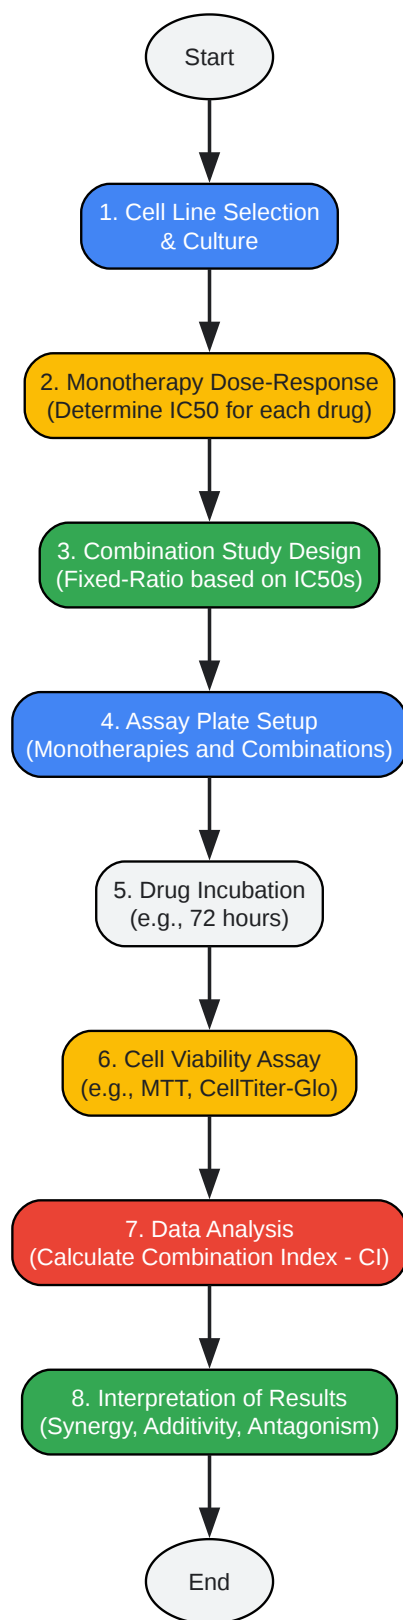 Start
1. Cell Line Selection
& Culture
2. Monotherapy Dose-Response
(Determine IC50 for each drug)
3. Combination Study Design
(Fixed-Ratio based on IC50s)
4. Assay Plate Setup
(Monotherapies and Combinations)
5. Drug Incubation
(e.g., 72 hours)
6. Cell Viability Assay
(e.g., MTT, CellTiter-Glo)
7. Data Analysis
(Calculate Combination Index - CI)
8. Interpretation of Results
(Synergy, Additivity, Antagonism)
End